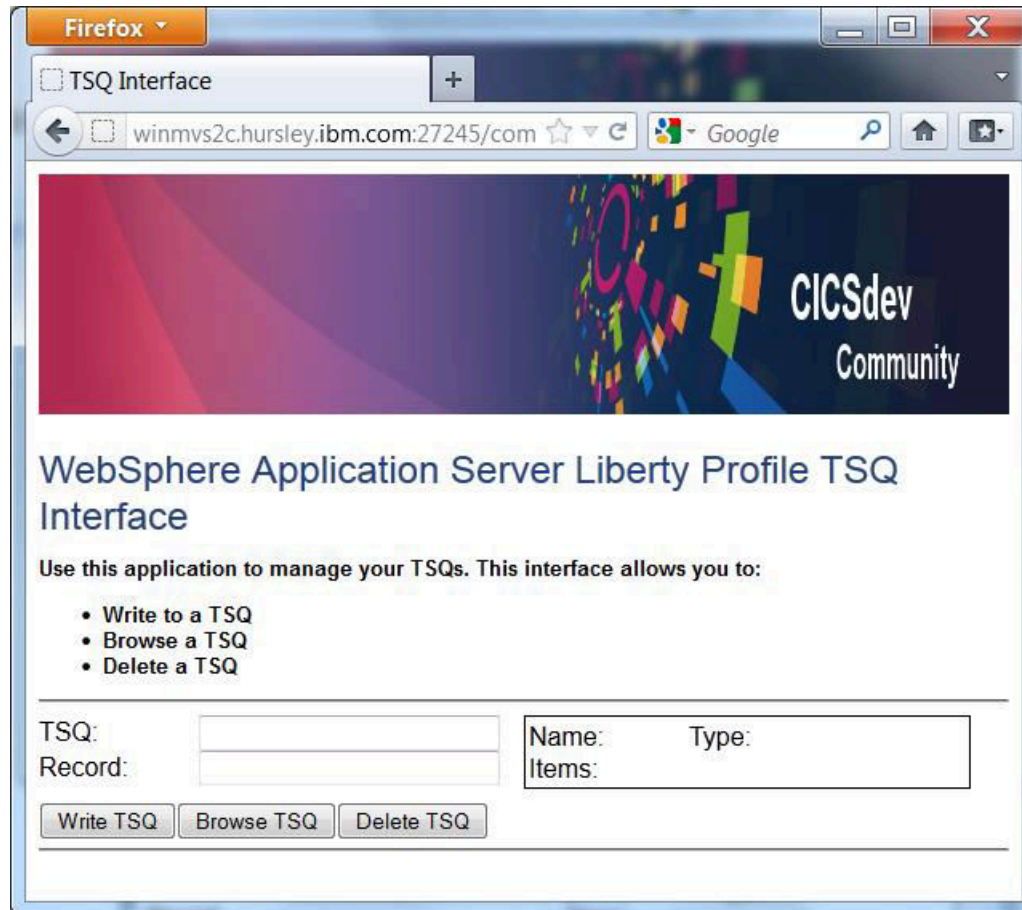 Firefox
TSQ Interface
+
winmvs2c.hursley.ibm.com:27245/com
Google
CICSdev
Community
WebSphere Application Server Liberty Profile TSQ
Interface
Use this application to manage your TSQs. This interface allows you to:
• Write to a TSQ
• Browse a TSQ
• Delete a TSQ
TSQ:
Record:
Name: Type:
Items:
Write TSQ Browse TSQ Delete TSQ